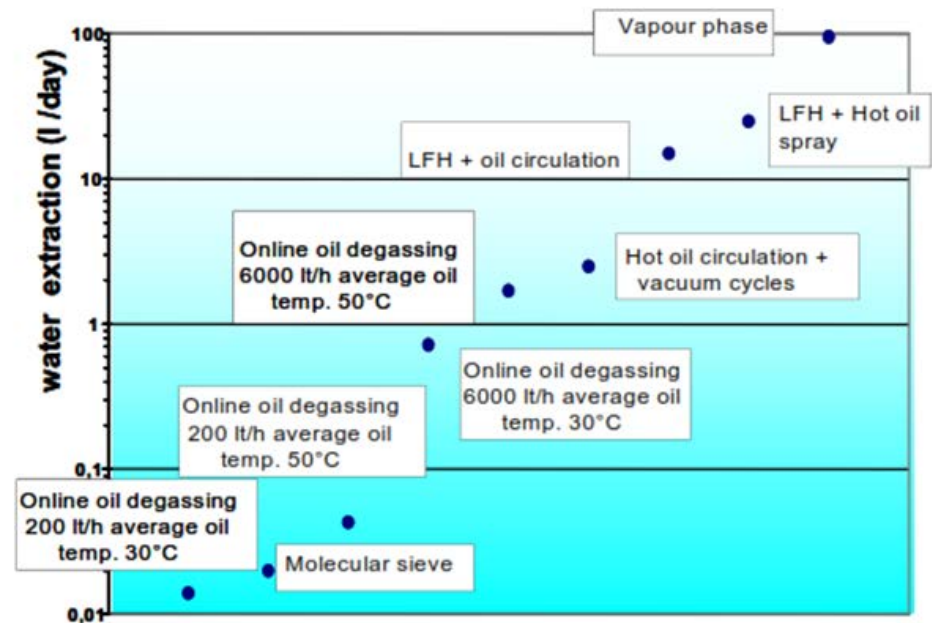 water extraction (l /day)
100
10
1
0,1
0,01
Vapour phase
LFH + Hot oil
spray
LFH + oil circulation
Hot oil circulation +
vacuum cycles
Online oil degassing
6000 lt/h average oil
temp. 50°C
Online oil degassing
6000 lt/h average oil
temp. 30°C
Online oil degassing
200 lt/h average oil
temp. 50°C
Online oil degassing
200 lt/h average oil
temp. 30°C
Molecular sieve